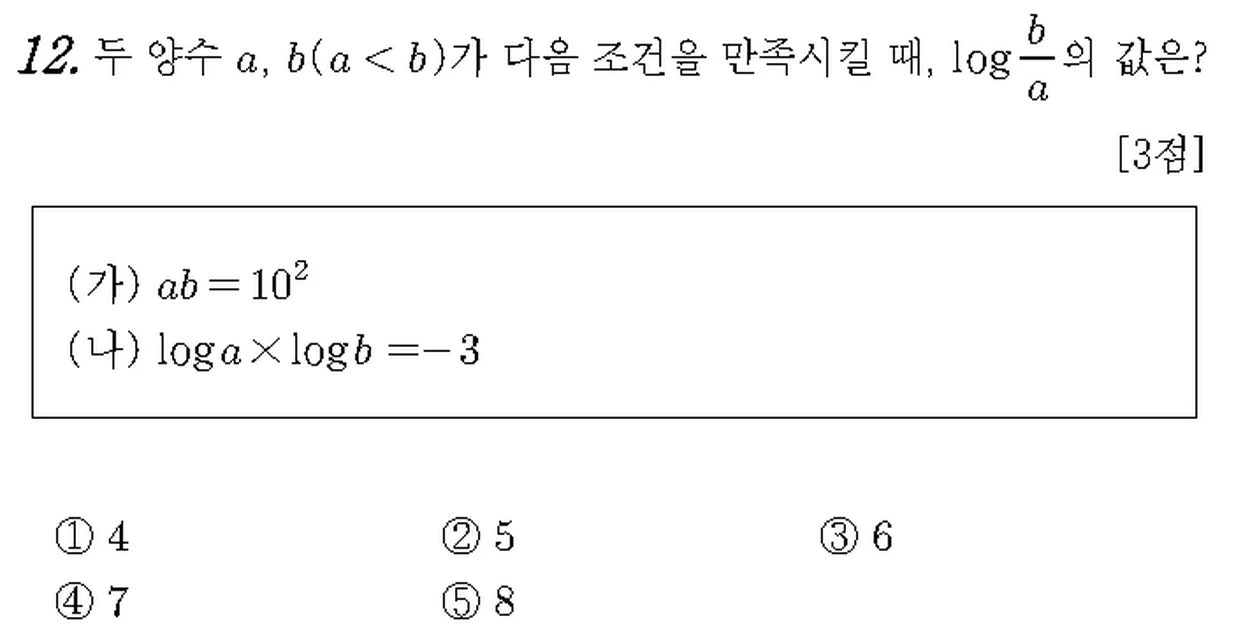 12. 두 양수 a, b(a < b)가 다음 조건을 만족시킬 때, log b/a의 값은?
[3점]
(가) ab = 10²
(나) log a × log b = −3
① 4 ② 5 ③ 6
④ 7 ⑤ 8